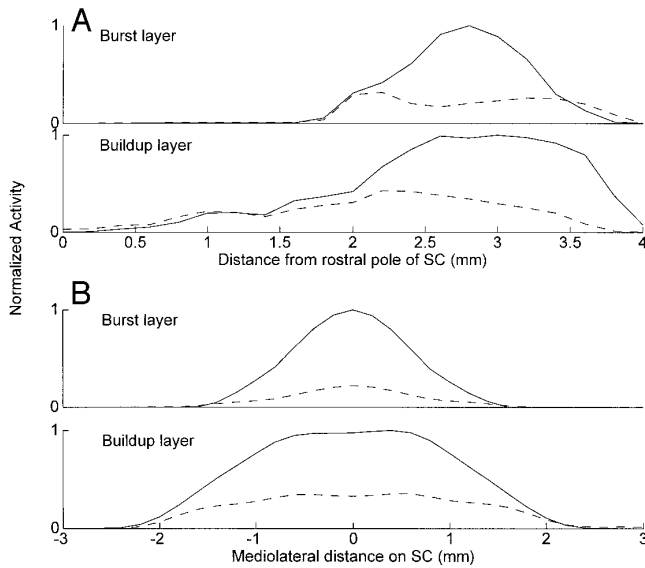 A
Burst layer
1
0
Buildup layer
1
0
0 0.5 1 1.5 2 2.5 3 3.5 4
Distance from rostral pole of SC (mm)
Normalized Activity
B
Burst layer
1
0
Buildup layer
1
0
-3 -2 -1 0 1 2 3
Mediolateral distance on SC (mm)